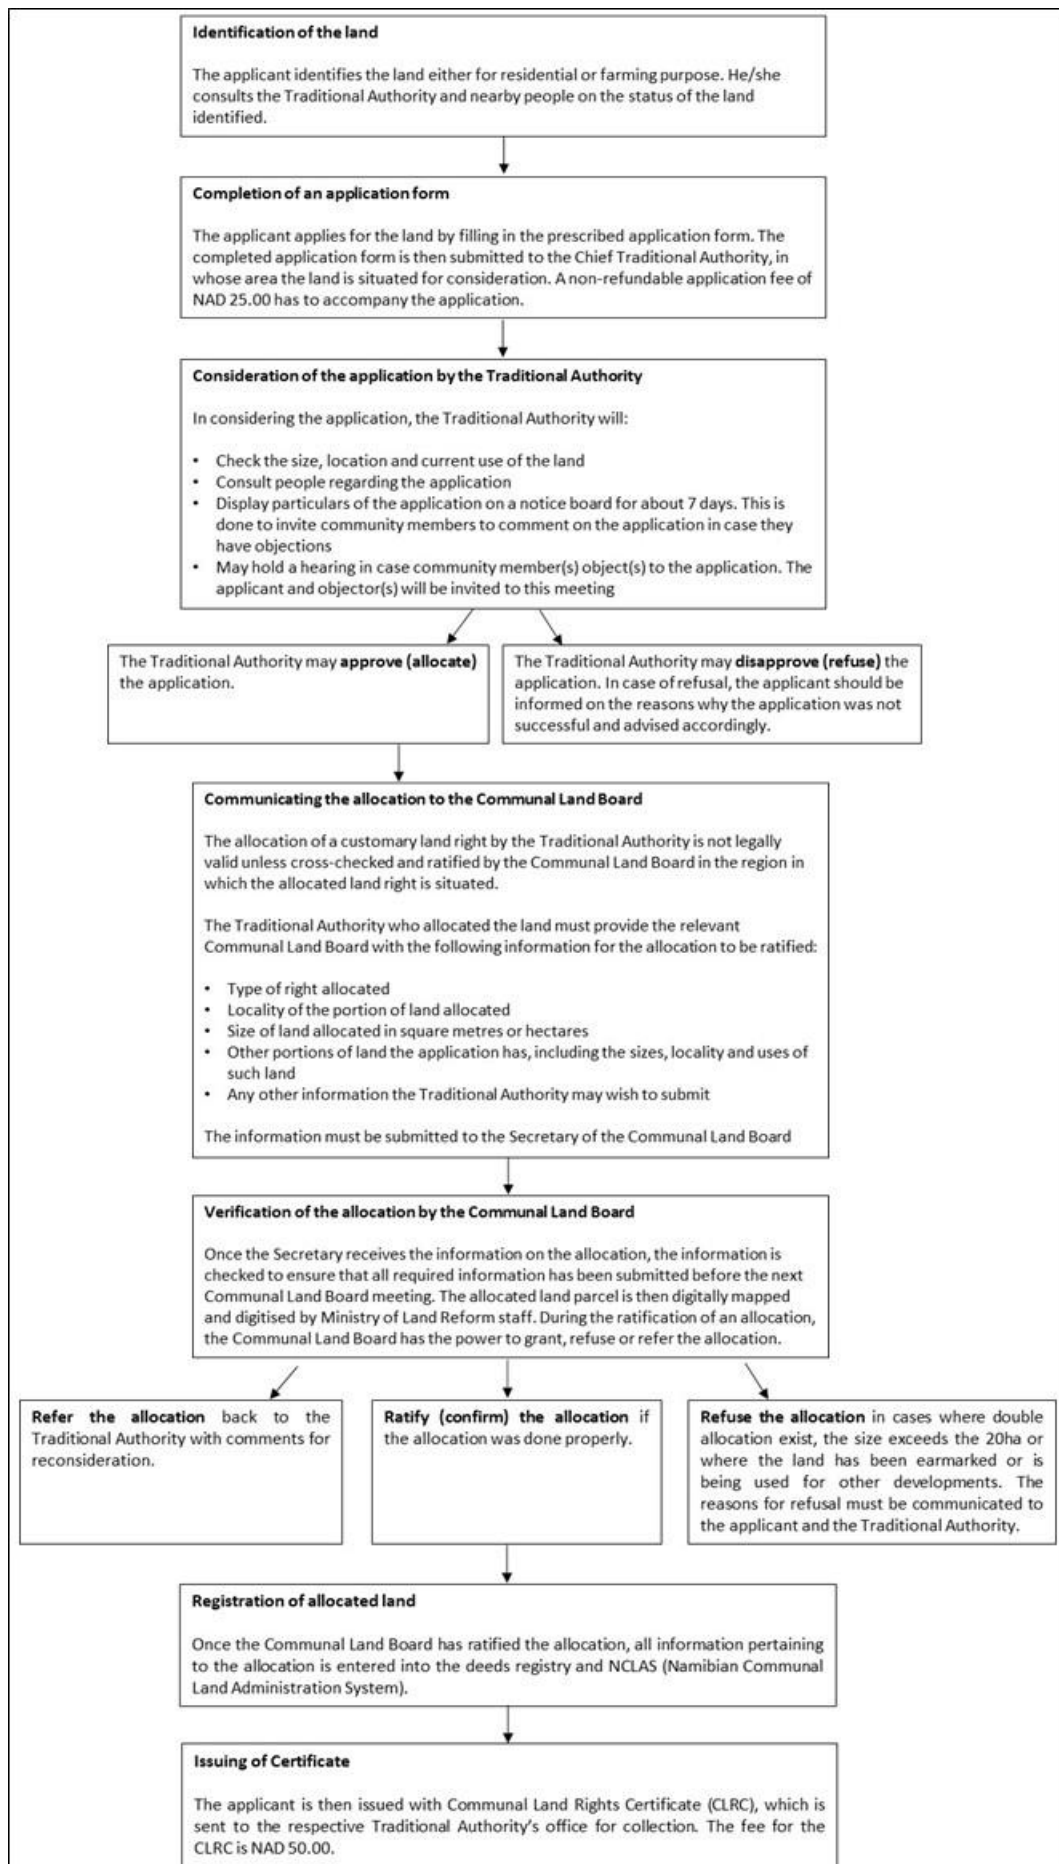 Identification of the land
The applicant identifies the land either for residential or farming purpose. He/she
consults the Traditional Authority and nearby people on the status of the land
identified.
Completion of an application form
The applicant applies for the land by filling in the prescribed application form. The
completed application form is then submitted to the Chief Traditional Authority, in
whose area the land is situated for consideration. A non-refundable application fee of
NAD 25.00 has to accompany the application.
Consideration of the application by the Traditional Authority
In considering the application, the Traditional Authority will:
• Check the size, location and current use of the land
• Consult people regarding the application
• Display particulars of the application on a notice board for about 7 days. This is
done to invite community members to comment on the application in case they
have objections
• May hold a hearing in case community member(s) object(s) to the application. The
applicant and objector(s) will be invited to this meeting
The Traditional Authority may approve (allocate)
the application.
The Traditional Authority may disapprove (refuse) the
application. In case of refusal, the applicant should be
informed on the reasons why the application was not
successful and advised accordingly.
Communicating the allocation to the Communal Land Board
The allocation of a customary land right by the Traditional Authority is not legally
valid unless cross-checked and ratified by the Communal Land Board in the region in
which the allocated land right is situated.
The Traditional Authority who allocated the land must provide the relevant
Communal Land Board with the following information for the allocation to be ratified:
• Type of right allocated
• Locality of the portion of land allocated
• Size of land allocated in square metres or hectares
• Other portions of land the application has, including the sizes, locality and uses of
such land
• Any other information the Traditional Authority may wish to submit
The information must be submitted to the Secretary of the Communal Land Board
Verification of the allocation by the Communal Land Board
Once the Secretary receives the information on the allocation, the information is
checked to ensure that all required information has been submitted before the next
Communal Land Board meeting. The allocated land parcel is then digitally mapped
and digitised by Ministry of Land Reform staff. During the ratification of an allocation,
the Communal Land Board has the power to grant, refuse or refer the allocation.
Refer the allocation back to the
Traditional Authority with comments for
reconsideration.
Ratify (confirm) the allocation if
the allocation was done properly.
Refuse the allocation in cases where double
allocation exist, the size exceeds the 20ha or
where the land has been earmarked or is
being used for other developments. The
reasons for refusal must be communicated to
the applicant and the Traditional Authority.
Registration of allocated land
Once the Communal Land Board has ratified the allocation, all information pertaining
to the allocation is entered into the deeds registry and NCLAS (Namibian Communal
Land Administration System).
Issuing of Certificate
The applicant is then issued with Communal Land Rights Certificate (CLRC), which is
sent to the respective Traditional Authority's office for collection. The fee for the
CLRC is NAD 50.00.